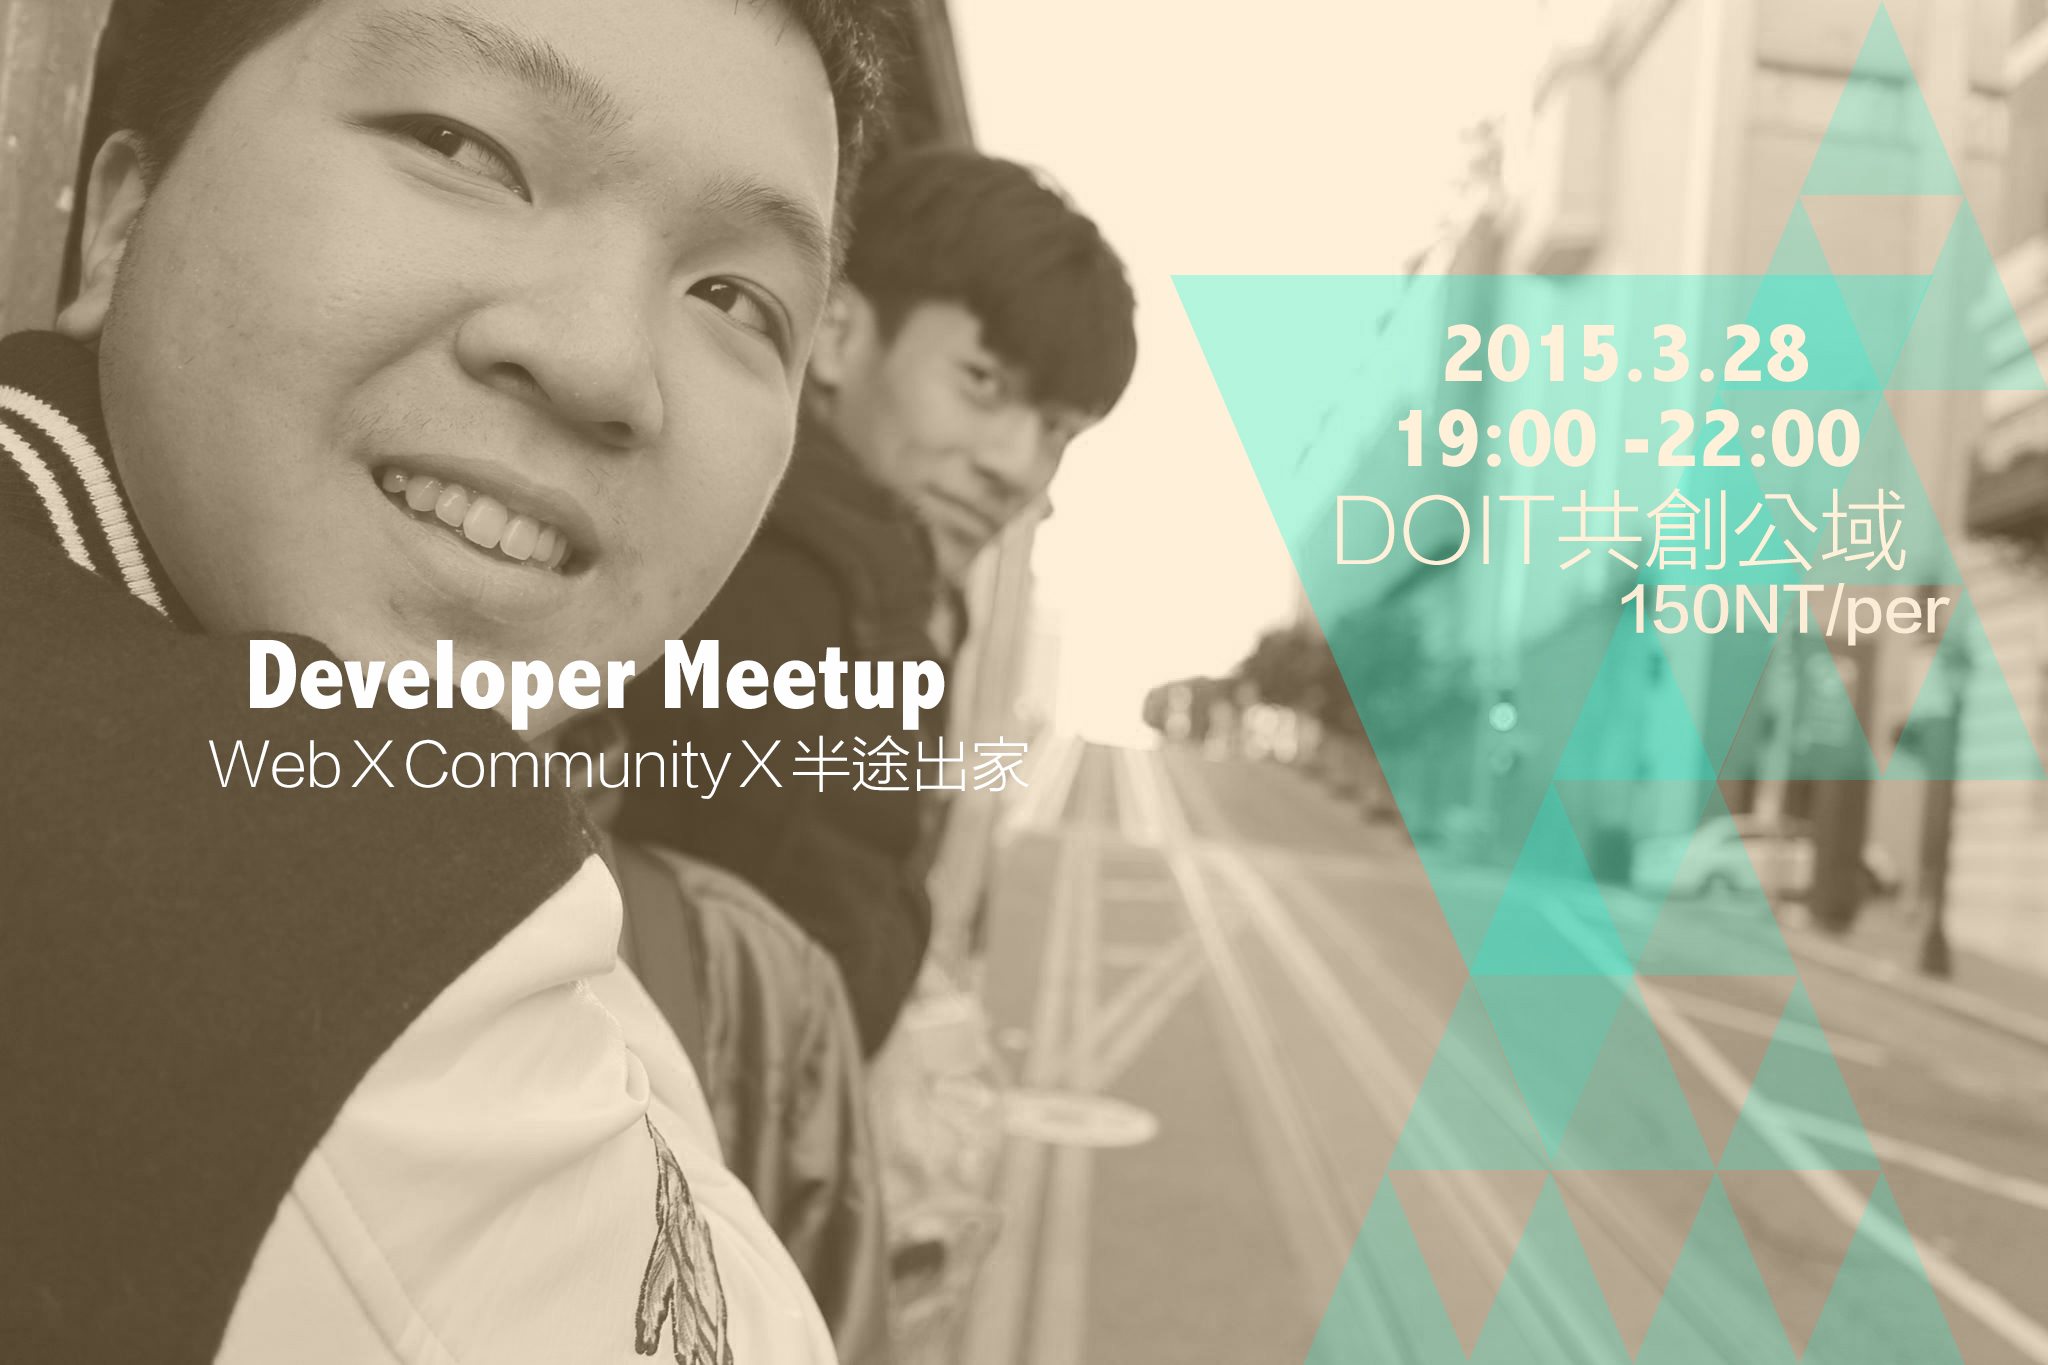 Developer Meetup
Web X Community X 半途出家
2015.3.28
19:00 -22:00
DOIT共創公域
150NT/per